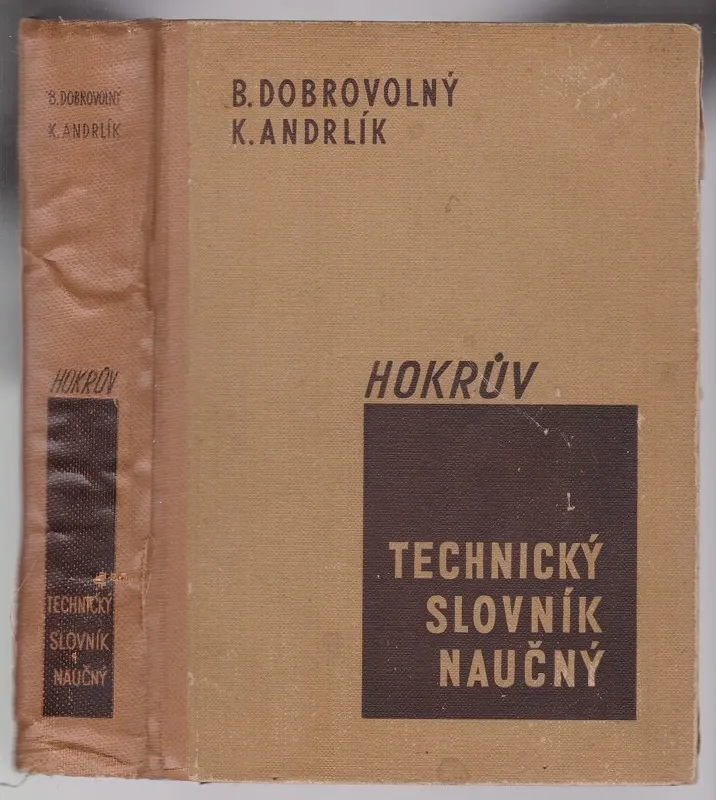 B. DOBROVOLNÝ
K. ANDRLÍK
HOKRŮV
TECHNICKÝ
SLOVNÍK
NAUČNÝ
B. DOBROVOLNÝ
K. ANDRLÍK
HOKRŮV
TECHNICKÝ
SLOVNÍK
NAUČNÝ